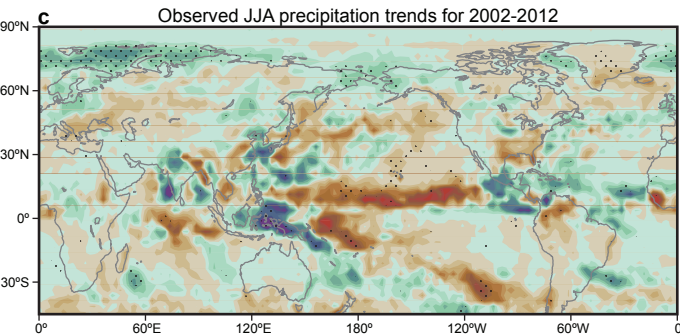 c Observed JJA precipitation trends for 2002-2012
90ºN
60ºN
30ºN
0º
30ºS
0º 60ºE 120ºE 180º 120ºW 60ºW